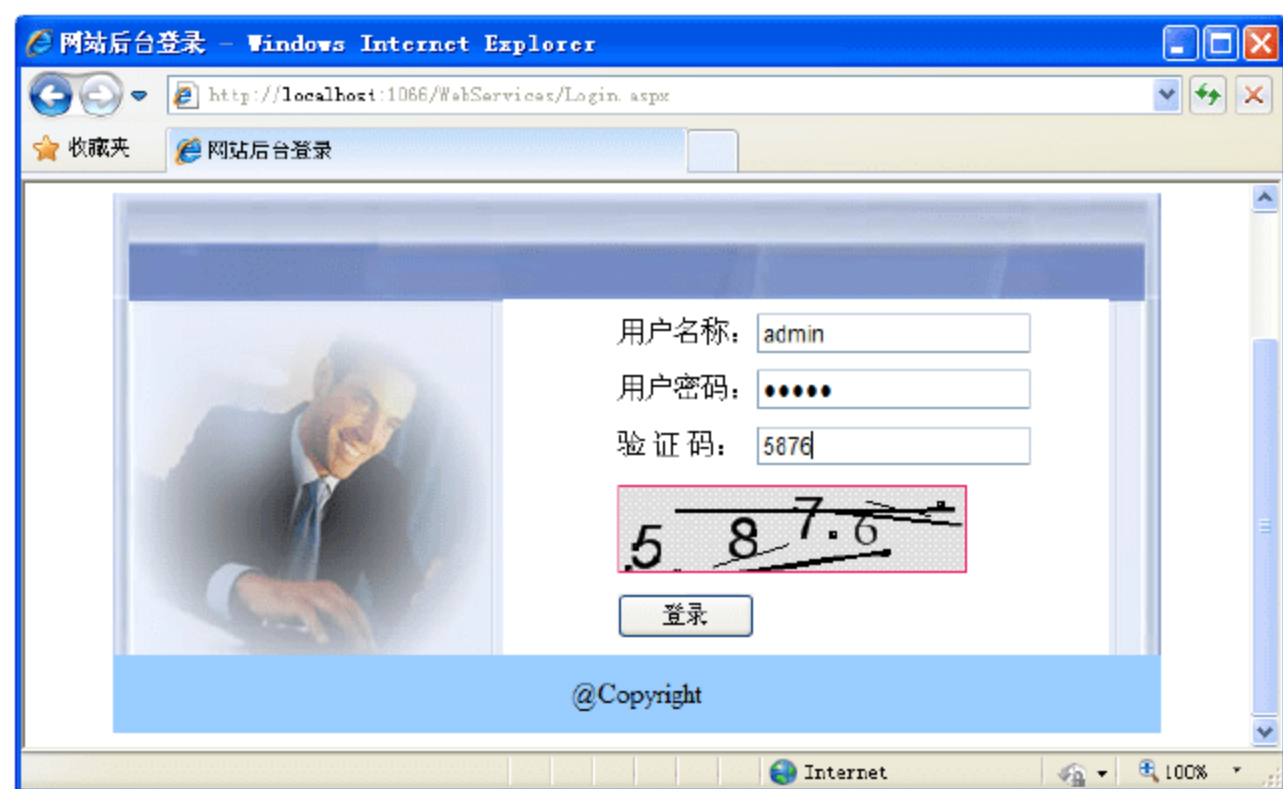 网站后台登录 - Windows Internet Explorer
http://localhost:1066/WebServices/Login.aspx
收藏夹
网站后台登录
用户名称： admin
用户密码： •••••
验 证 码： 5876
5 8 7 6
登录
@Copyright
Internet
100%